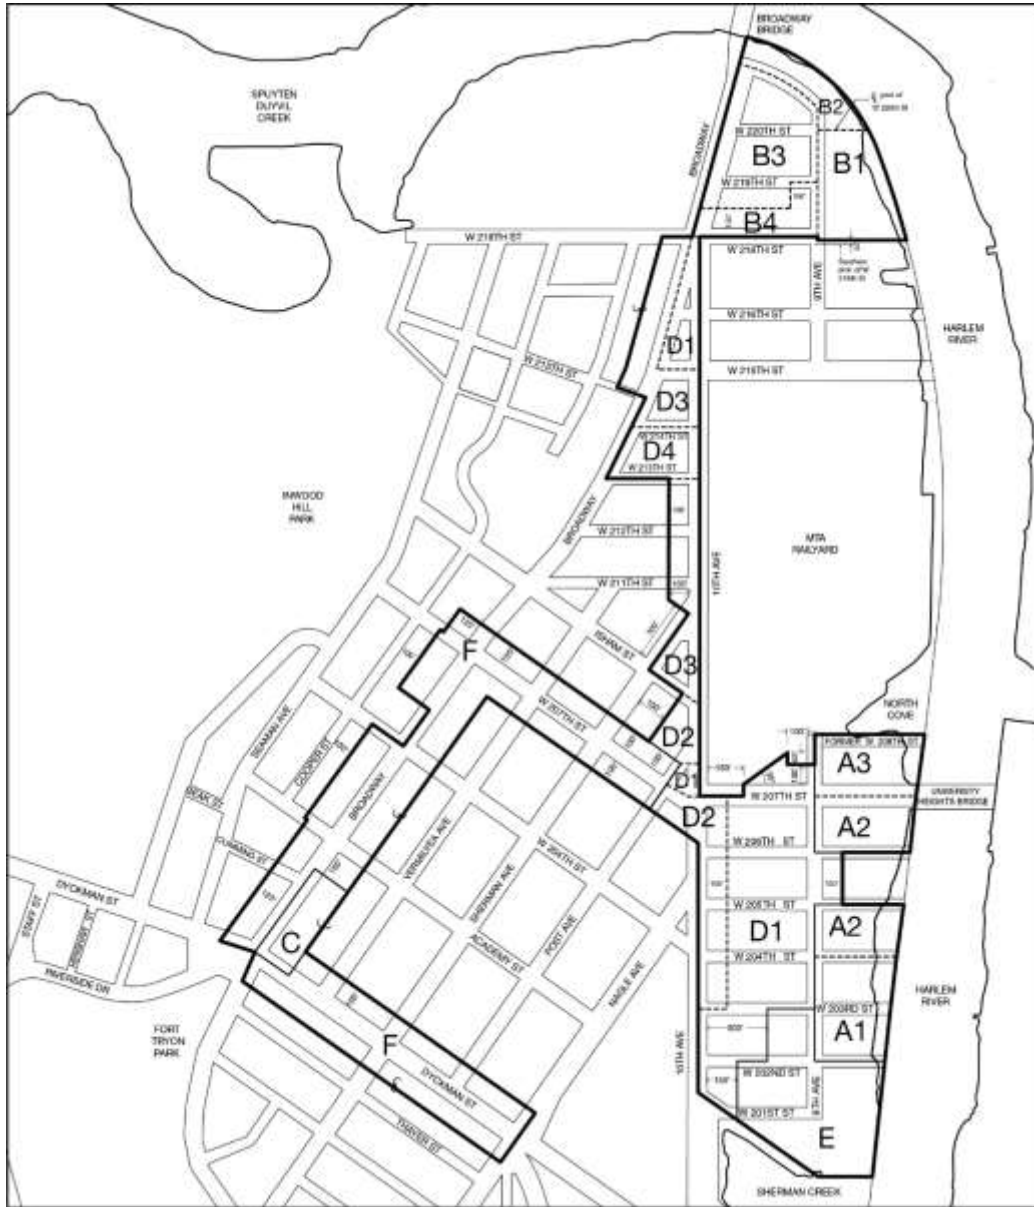 BROADWAY
BRIDGE
SPUYTEN
DUYVIL
CREEK
B2
W 220TH ST
B3
B1
BROADWAY
W 219TH ST
B4
W 218TH ST
W 218TH ST
9TH AVE
HARLEM
RIVER
W 216TH ST
D1
W 215TH ST
W 212TH ST
D3
W 214TH ST
D4
W 213TH ST
INWOOD
HILL
PARK
BROADWAY
W 212TH ST
10TH AVE
MTA
RAILYARD
W 211TH ST
100'
ISHAM ST
F
D3
100'
NORTH
COVE
SEAMAN AVE
W 207TH ST
D2
A3
COOPER ST
D1
BROADWAY
W 207TH ST
UNIVERSITY
HEIGHTS BRIDGE
BEAK ST
D2
A2
CUMMING ST
VERMILYEA AVE
W 204TH ST
W 206TH ST
DYCKMAN ST
SHERMAN AVE
W 205TH ST
STAFF ST
C
ACADEMY ST
POST AVE
D1
A2
RIVERSIDE DR
NAGLE AVE
W 204TH ST
HARLEM
RIVER
W 203RD ST
FORT
TRYON
PARK
F
10TH AVE
A1
DYCKMAN ST
W 202ND ST
9TH AVE
THAYER ST
W 201ST ST
E
SHERMAN CREEK